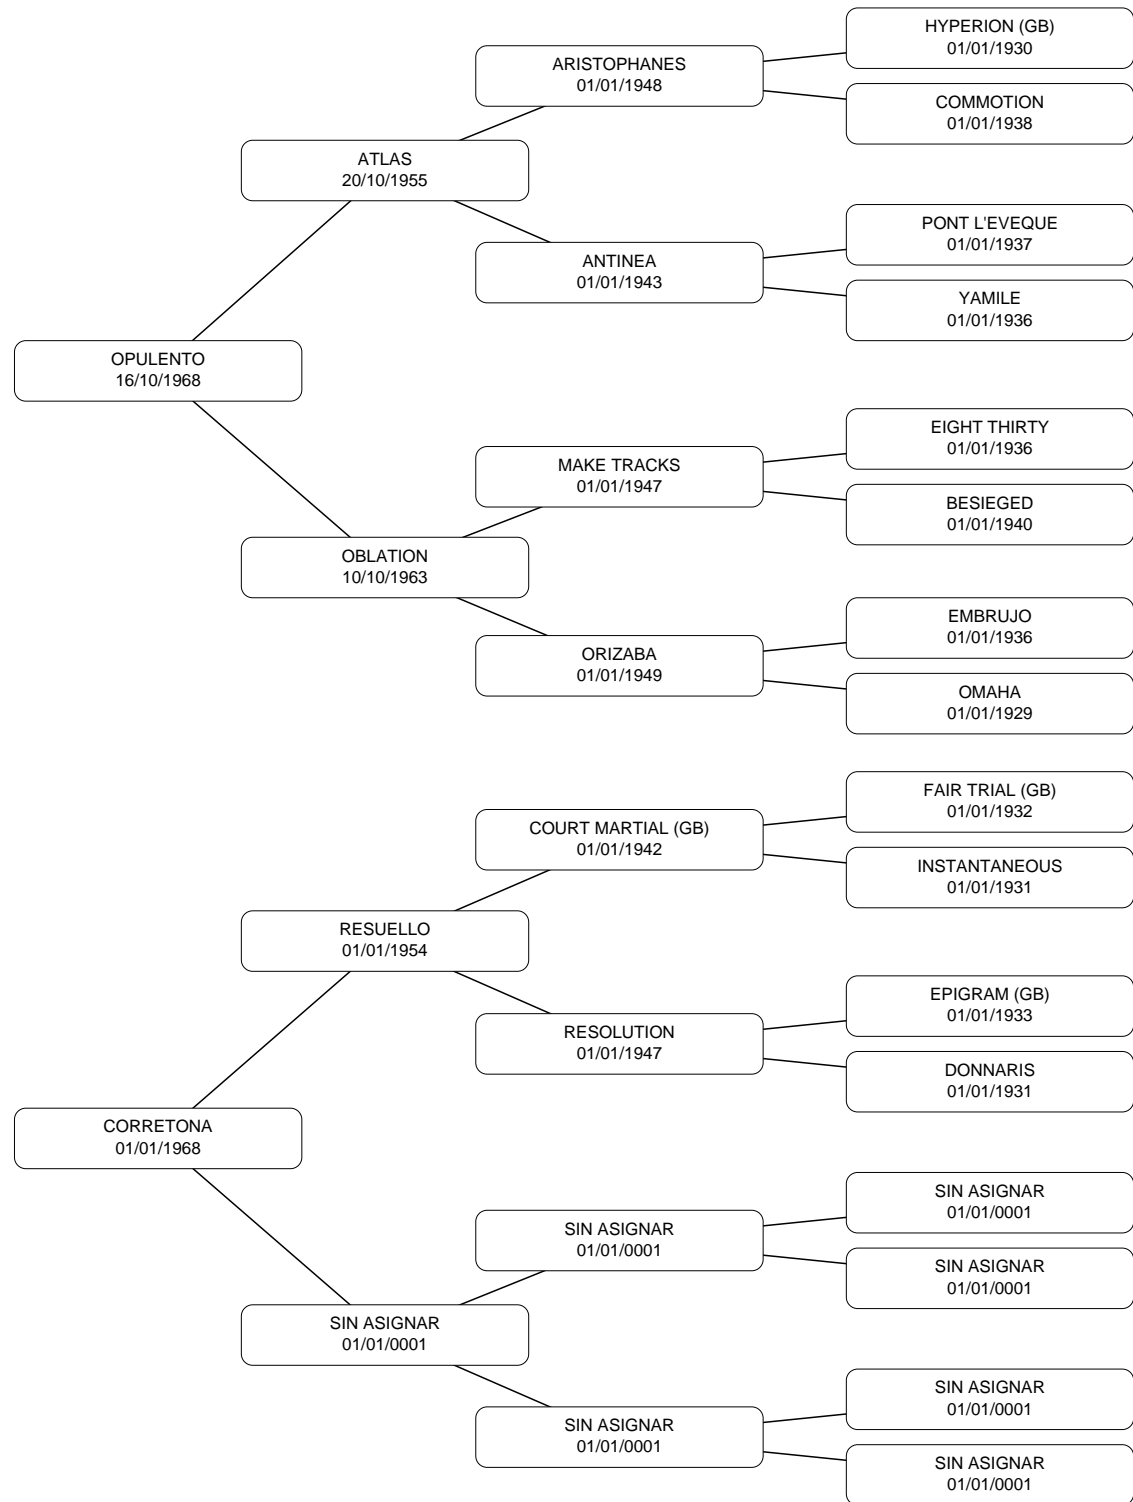 HYPERION (GB)
01/01/1930
ARISTOPHANES
01/01/1948
COMMOTION
01/01/1938
ATLAS
20/10/1955
PONT L'EVEQUE
01/01/1937
ANTINEA
01/01/1943
YAMILE
01/01/1936
OPULENTO
16/10/1968
EIGHT THIRTY
01/01/1936
MAKE TRACKS
01/01/1947
BESIEGED
01/01/1940
OBLATION
10/10/1963
EMBRUJO
01/01/1936
ORIZABA
01/01/1949
OMAHA
01/01/1929
FAIR TRIAL (GB)
01/01/1932
COURT MARTIAL (GB)
01/01/1942
INSTANTANEOUS
01/01/1931
RESUELLO
01/01/1954
EPIGRAM (GB)
01/01/1933
RESOLUTION
01/01/1947
DONNARIS
01/01/1931
CORRETONA
01/01/1968
SIN ASIGNAR
01/01/0001
SIN ASIGNAR
01/01/0001
SIN ASIGNAR
01/01/0001
SIN ASIGNAR
01/01/0001
SIN ASIGNAR
01/01/0001
SIN ASIGNAR
01/01/0001
SIN ASIGNAR
01/01/0001